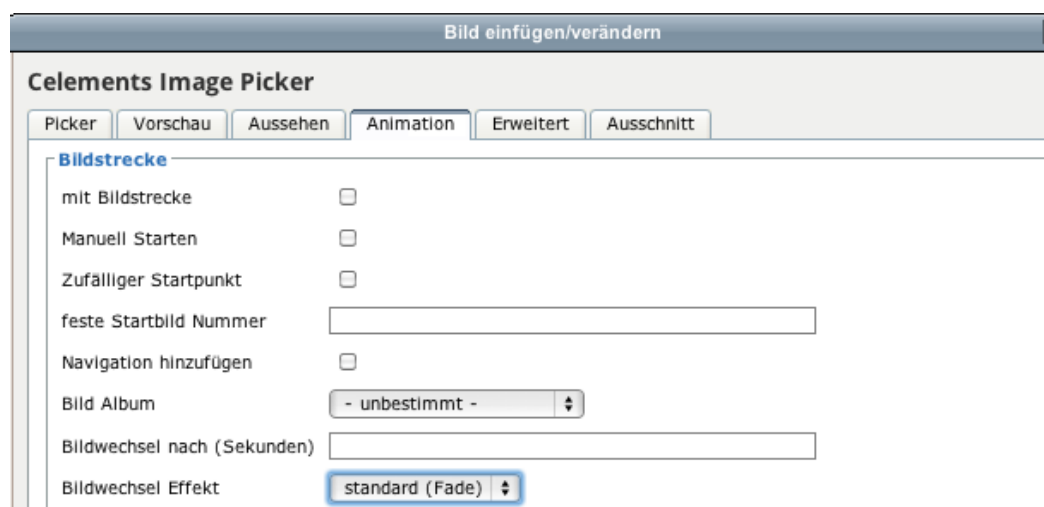 Bild einfügen/verändern
Celements Image Picker
Picker Vorschau Aussehen Animation Erweitert Ausschnitt
Bildstrecke
mit Bildstrecke
Manuell Starten
Zufälliger Startpunkt
feste Startbild Nummer
Navigation hinzufügen
Bild Album - unbestimmt -
Bildwechsel nach (Sekunden)
Bildwechsel Effekt standard (Fade)